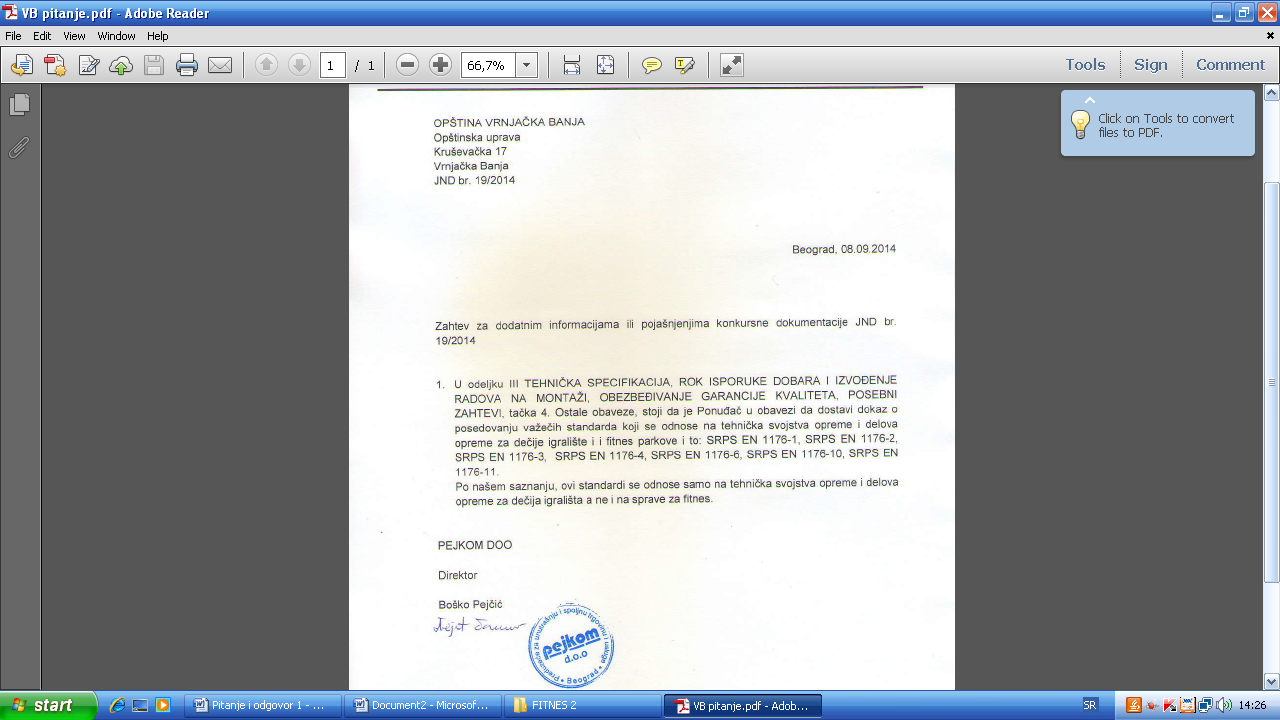 VB pitanje.pdf - Adobe Reader
File Edit View Window Help
1 / 1 66,7% Tools Sign Comment
Click on Tools to convert
files to PDF.
OPŠTINA VRNJAČKA BANJA
Opštinska uprava
Kruševačka 17
Vrnjačka Banja
JND br. 19/2014
Beograd, 08.09.2014
Zahtev za dodatnim informacijama ili pojašnjenjima konkursne dokumentacije JND br.
19/2014
1. U odeljku III TEHNIČKA SPECIFIKACIJA, ROK ISPORUKE DOBARA I IZVOĐENJE
RADOVA NA MONTAŽI, OBEZBEĐIVANJE GARANCIJE KVALITETA, POSEBNI
ZAHTEVI, tačka 4. Ostale obaveze, stoji da je Ponuđač u obavezi da dostavi dokaz o
posedovanju važečih standarda koji se odnose na tehnička svojstva opreme i delova
opreme za dečije igralište i i fitnes parkove i to: SRPS EN 1176-1, SRPS EN 1176-2,
SRPS EN 1176-3, SRPS EN 1176-4, SRPS EN 1176-6, SRPS EN 1176-10, SRPS EN
1176-11.
Po našem saznanju, ovi standardi se odnose samo na tehnička svojstva opreme i delova
opreme za dečija igrališta a ne i na sprave za fitnes.
PEJKOM DOO
Direktor
Boško Pejčić
Preduzeće za unutrašnju i spoljnu trgovinu i usluge
pejkom
d.o.o
Beograd
start Pitanje i odgovor 1 - ... Document2 - Microsof... FITNES 2 VB pitanje.pdf - Adob... SR 14:26